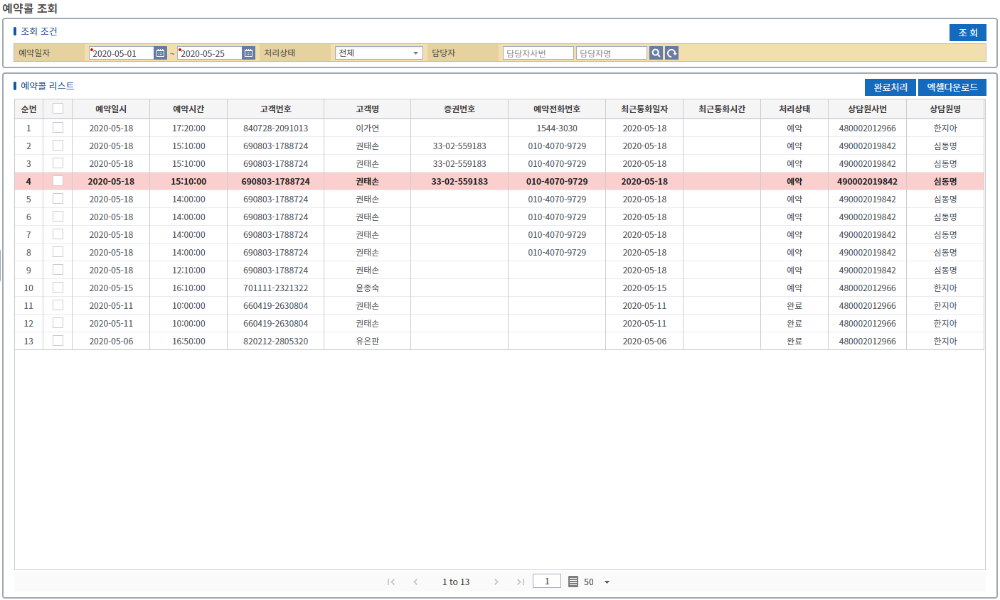 예약콜 조회
조회 조건
조 회
예약일자 2020-05-01 ~ 2020-05-25 처리상태 전체 담당자 담당자사번 담당자명
예약콜 리스트
완료처리 엑셀다운로드
순번 예약일시 예약시간 고객번호 고객명 증권번호 예약전화번호 최근통화일자 최근통화시간 처리상태 상담원사번 상담원명
1 2020-05-18 17:20:00 840728-2091013 이가연 1544-3030 2020-05-18 예약 480002012966 한지아
2 2020-05-18 15:10:00 690803-1788724 권태손 33-02-559183 010-4070-9729 2020-05-18 예약 490002019842 심동명
3 2020-05-18 15:10:00 690803-1788724 권태손 33-02-559183 010-4070-9729 2020-05-18 예약 490002019842 심동명
4 2020-05-18 15:10:00 690803-1788724 권태손 33-02-559183 010-4070-9729 2020-05-18 예약 490002019842 심동명
5 2020-05-18 14:00:00 690803-1788724 권태손 010-4070-9729 2020-05-18 예약 490002019842 심동명
6 2020-05-18 14:00:00 690803-1788724 권태손 010-4070-9729 2020-05-18 예약 490002019842 심동명
7 2020-05-18 14:00:00 690803-1788724 권태손 010-4070-9729 2020-05-18 예약 490002019842 심동명
8 2020-05-18 14:00:00 690803-1788724 권태손 010-4070-9729 2020-05-18 예약 490002019842 심동명
9 2020-05-18 12:10:00 690803-1788724 권태손 2020-05-18 예약 490002019842 심동명
10 2020-05-15 16:10:00 701111-2321322 윤종숙 2020-05-15 예약 480002012966 한지아
11 2020-05-11 10:00:00 660419-2630804 권태손 2020-05-11 완료 480002012966 한지아
12 2020-05-11 10:00:00 660419-2630804 권태손 2020-05-11 완료 480002012966 한지아
13 2020-05-06 16:50:00 820212-2805320 유은판 2020-05-06 완료 480002012966 한지아
1 to 13 1 50